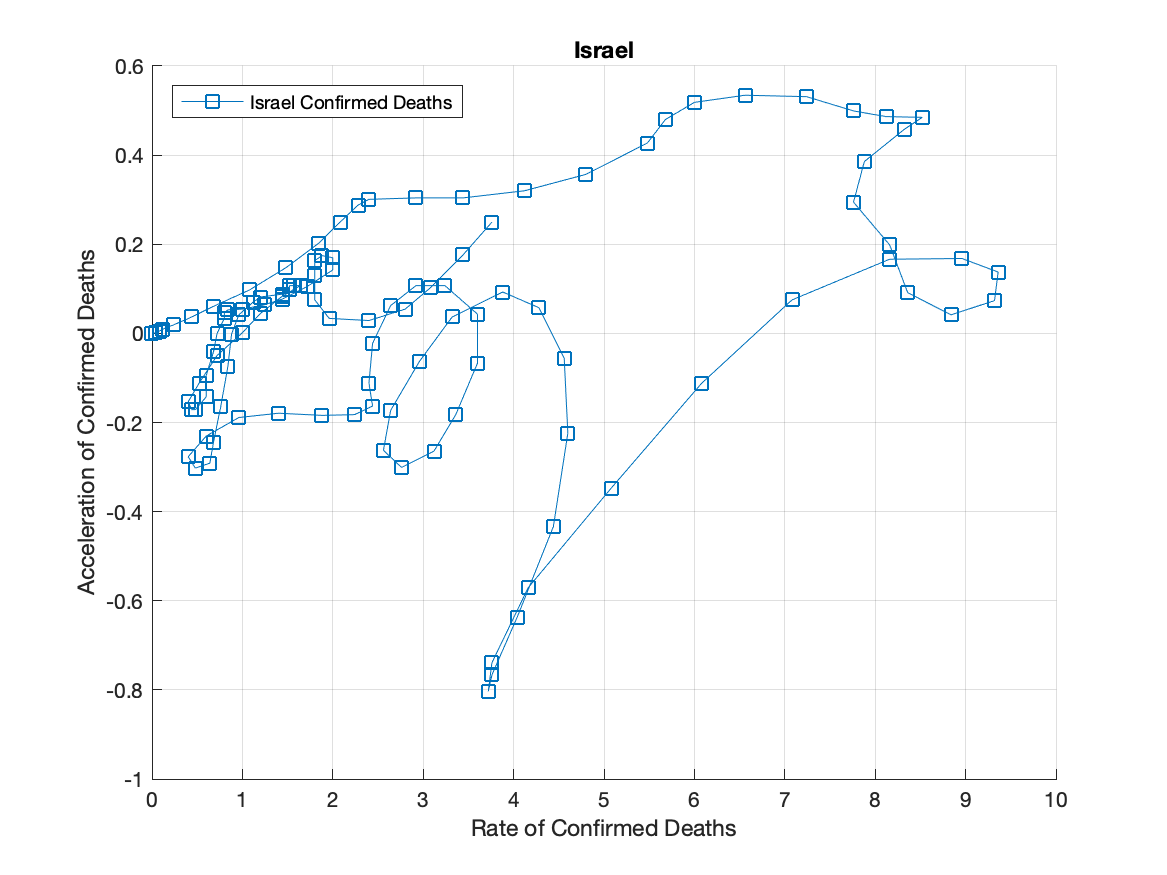 Israel
Israel Confirmed Deaths
Acceleration of Confirmed Deaths
0.6
0.4
0.2
0
-0.2
-0.4
-0.6
-0.8
-1
0 1 2 3 4 5 6 7 8 9 10
Rate of Confirmed Deaths